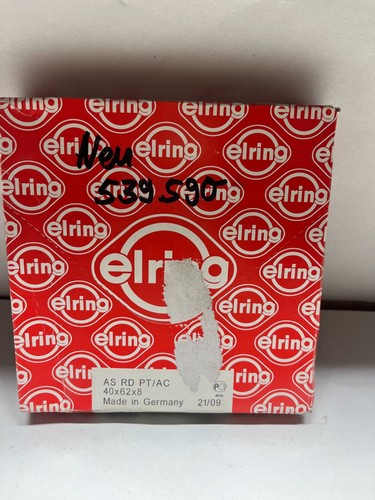 Neu
539.590
elring
AS RD PT/AC
40x62x8
Made in Germany 21/09